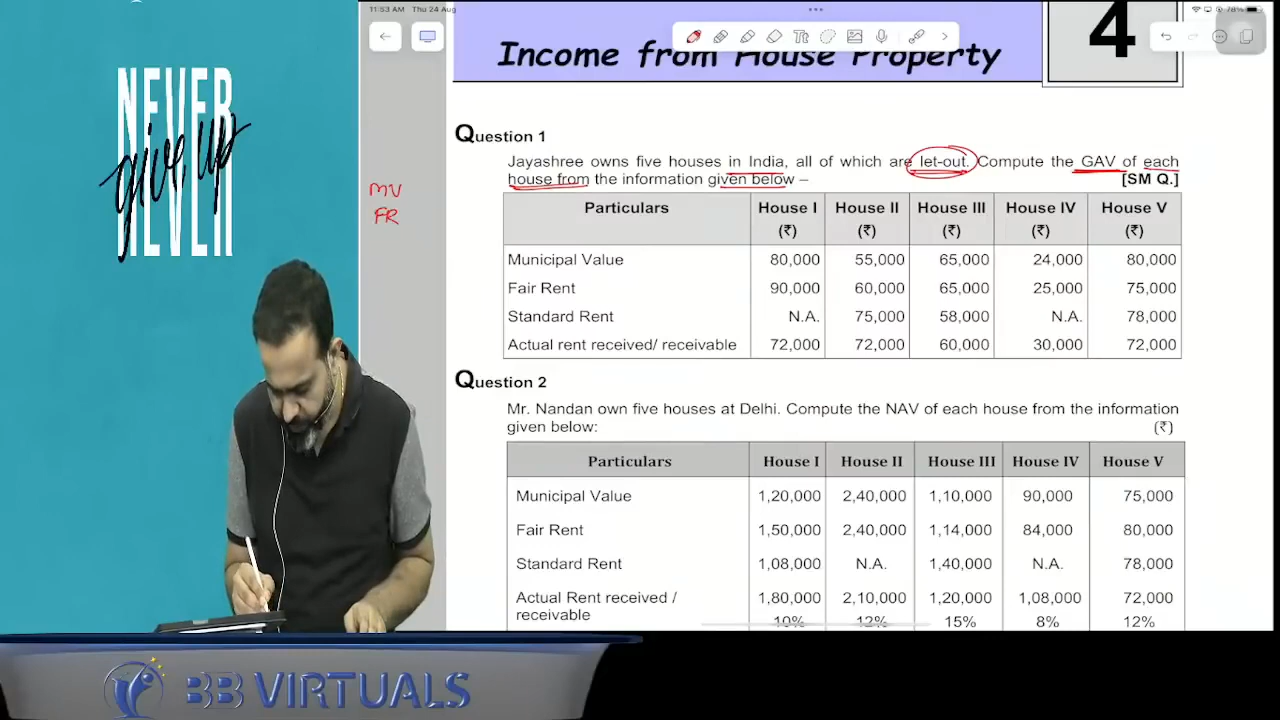 11:53 AM Thu 24 Aug
78%
NEVER
give up
NEVER
MV
FR
Income from House Property
4
Question 1
Jayashree owns five houses in India, all of which are let-out. Compute the GAV of each
house from the information given below –
[SM Q.]
Particulars House I House II House III House IV House V
(₹) (₹) (₹) (₹) (₹)
Municipal Value 80,000 55,000 65,000 24,000 80,000
Fair Rent 90,000 60,000 65,000 25,000 75,000
Standard Rent N.A. 75,000 58,000 N.A. 78,000
Actual rent received/ receivable 72,000 72,000 60,000 30,000 72,000
Question 2
Mr. Nandan own five houses at Delhi. Compute the NAV of each house from the information
given below: (₹)
Particulars House I House II House III House IV House V
Municipal Value 1,20,000 2,40,000 1,10,000 90,000 75,000
Fair Rent 1,50,000 2,40,000 1,14,000 84,000 80,000
Standard Rent 1,08,000 N.A. 1,40,000 N.A. 78,000
Actual Rent received / 1,80,000 2,10,000 1,20,000 1,08,000 72,000
receivable
10% 12% 15% 8% 12%
BB VIRTUALS